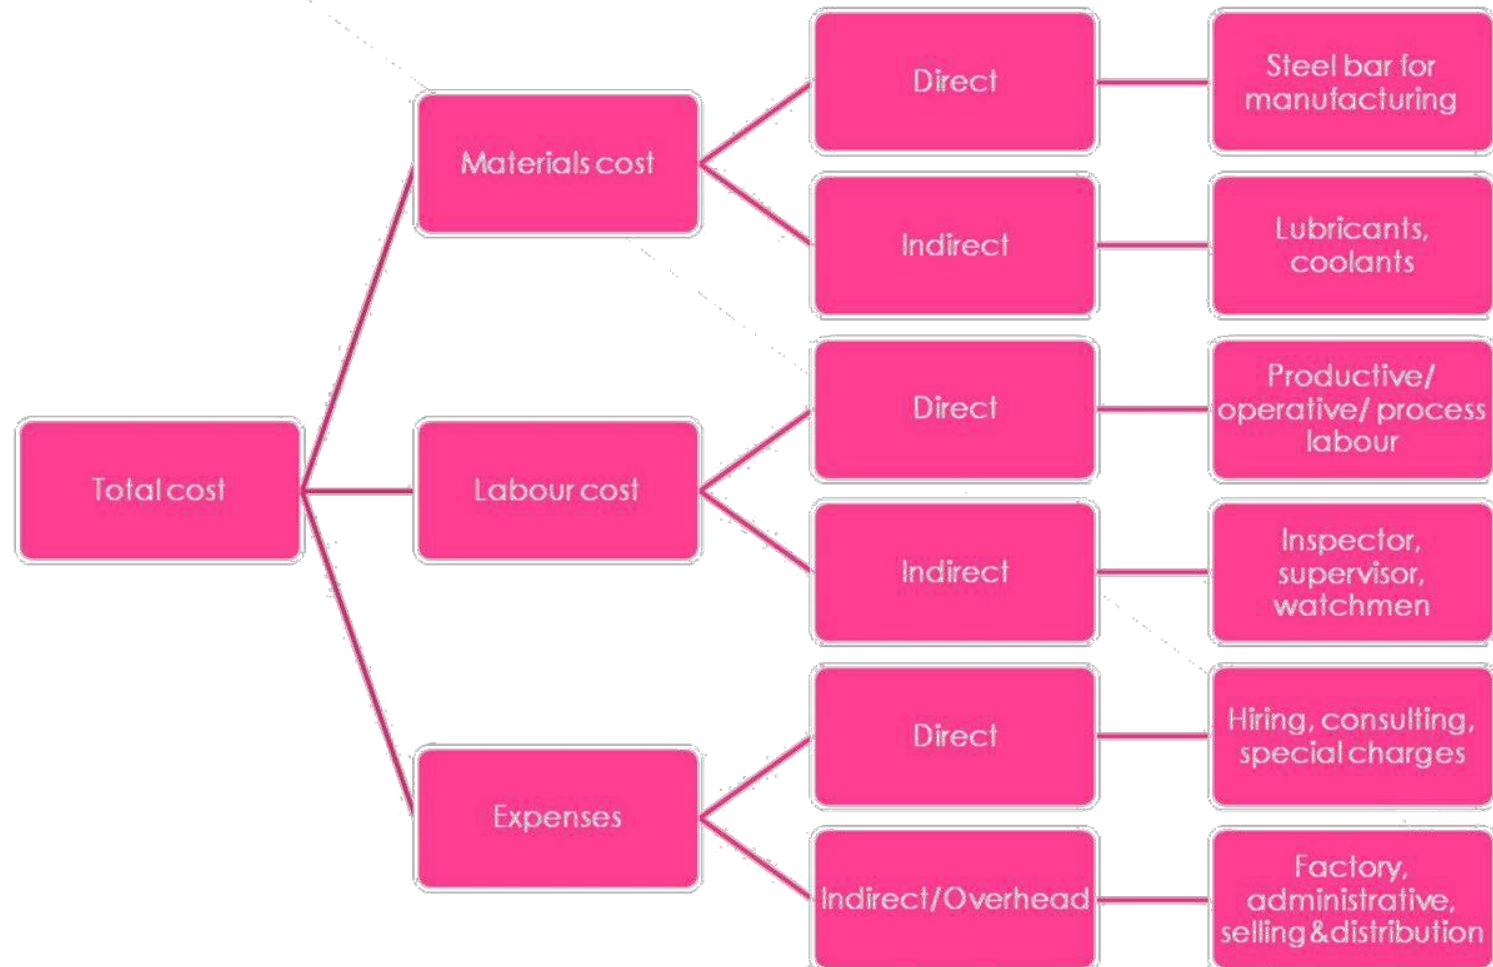 Total cost
Materials cost
Direct
Steel bar for
manufacturing
Indirect
Lubricants,
coolants
Labour cost
Direct
Productive/
operative/ process
labour
Indirect
Inspector,
supervisor,
watchmen
Expenses
Direct
Hiring, consulting,
special charges
Indirect/Overhead
Factory,
administrative,
selling &distribution